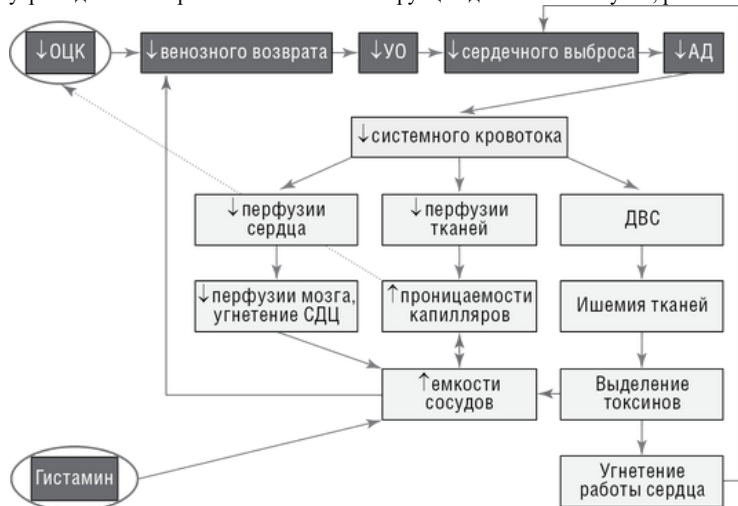 ↓ОЦК
↓венозного возврата
↓УО
↓сердечного выброса
↓АД
↓системного кровотока
↓перфузии
сердца
↓перфузии
тканей
ДВС
↓перфузии мозга,
угнетение СДЦ
↑проницаемости
капилляров
Ишемия тканей
↑емкости
сосудов
Выделение
токсинов
Гистамин
Угнетение
работы сердца